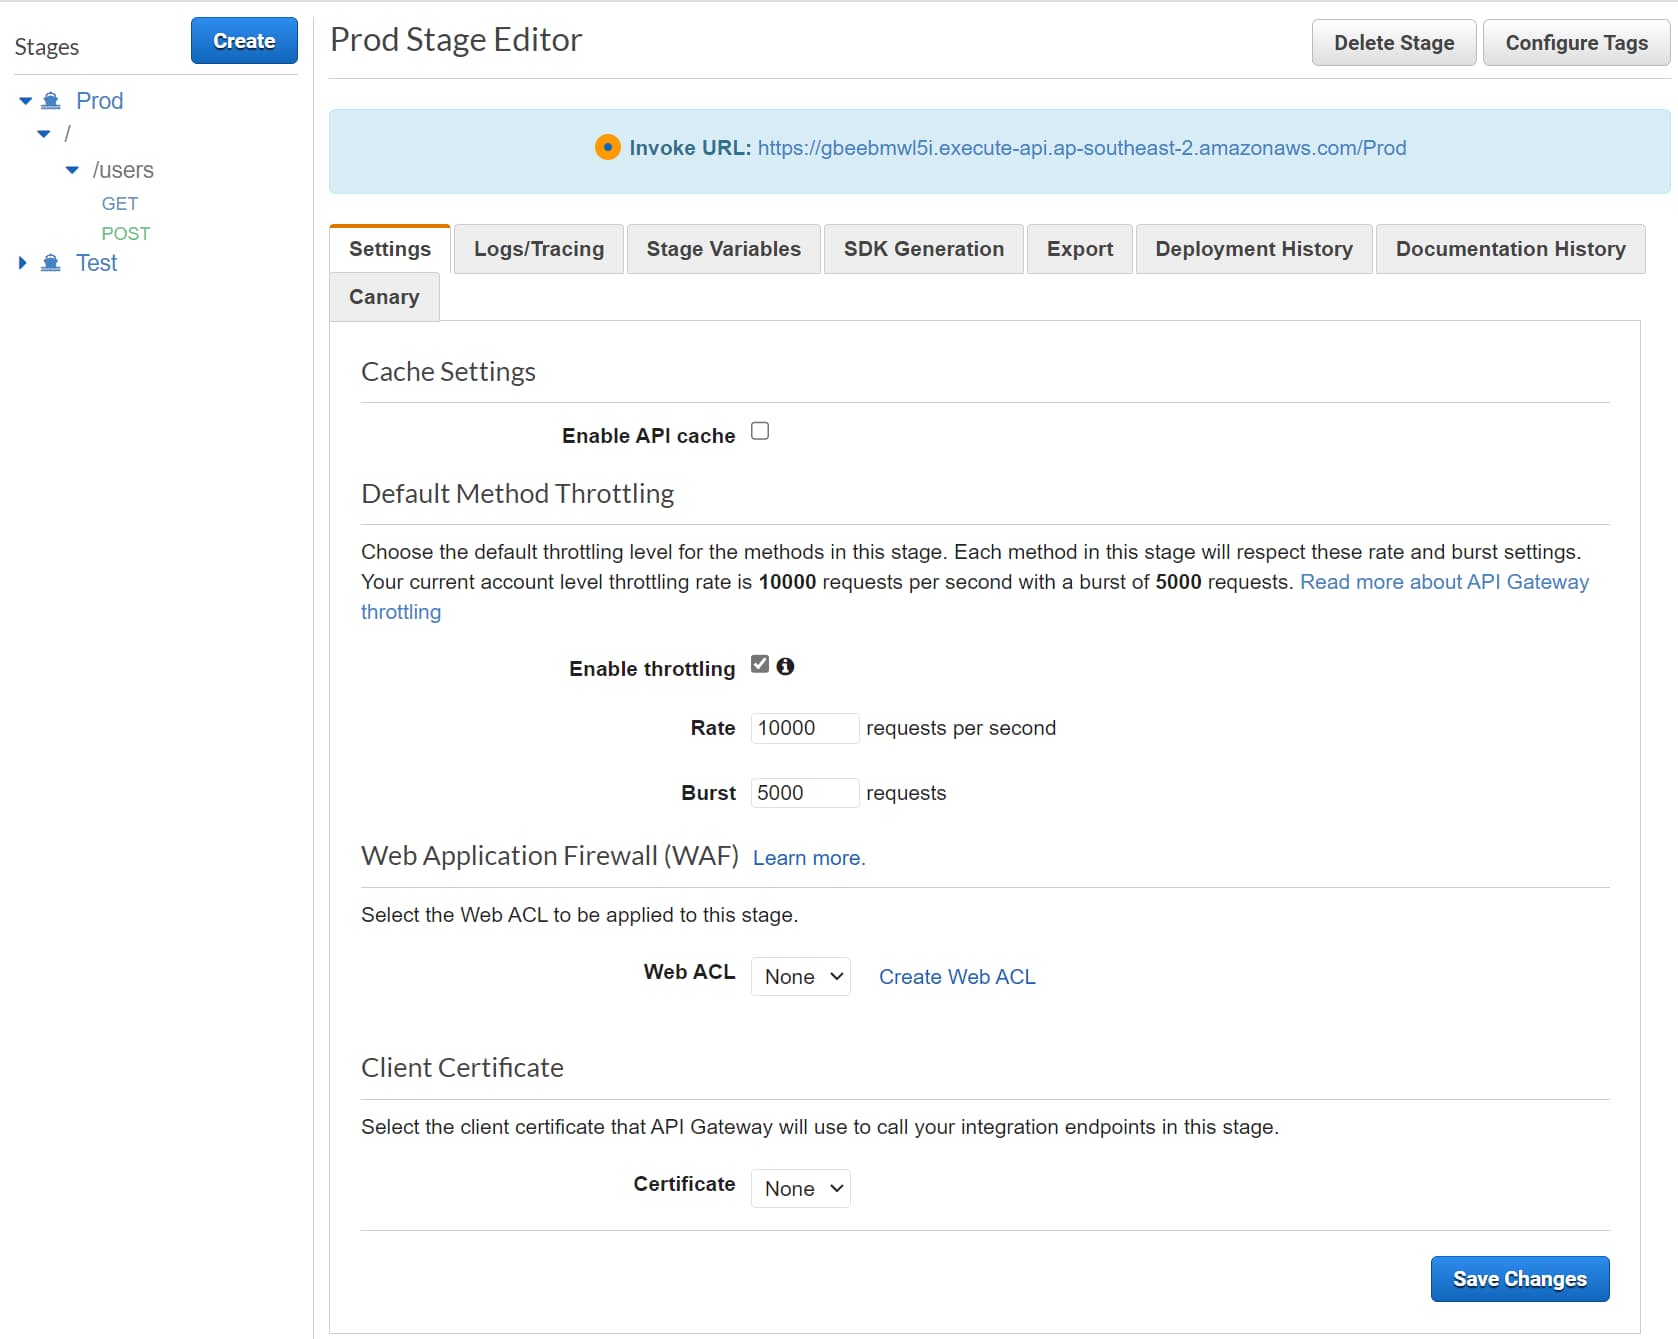 Stages
Create
Prod
/
/users
GET
POST
Test
Prod Stage Editor
Delete Stage
Configure Tags
Invoke URL: https://gbeebmwl5i.execute-api.ap-southeast-2.amazonaws.com/Prod
Settings
Logs/Tracing
Stage Variables
SDK Generation
Export
Deployment History
Documentation History
Canary
Cache Settings
Enable API cache
Default Method Throttling
Choose the default throttling level for the methods in this stage. Each method in this stage will respect these rate and burst settings.
Your current account level throttling rate is 10000 requests per second with a burst of 5000 requests. Read more about API Gateway
throttling
Enable throttling
Rate 10000 requests per second
Burst 5000 requests
Web Application Firewall (WAF) Learn more.
Select the Web ACL to be applied to this stage.
Web ACL None Create Web ACL
Client Certificate
Select the client certificate that API Gateway will use to call your integration endpoints in this stage.
Certificate None
Save Changes